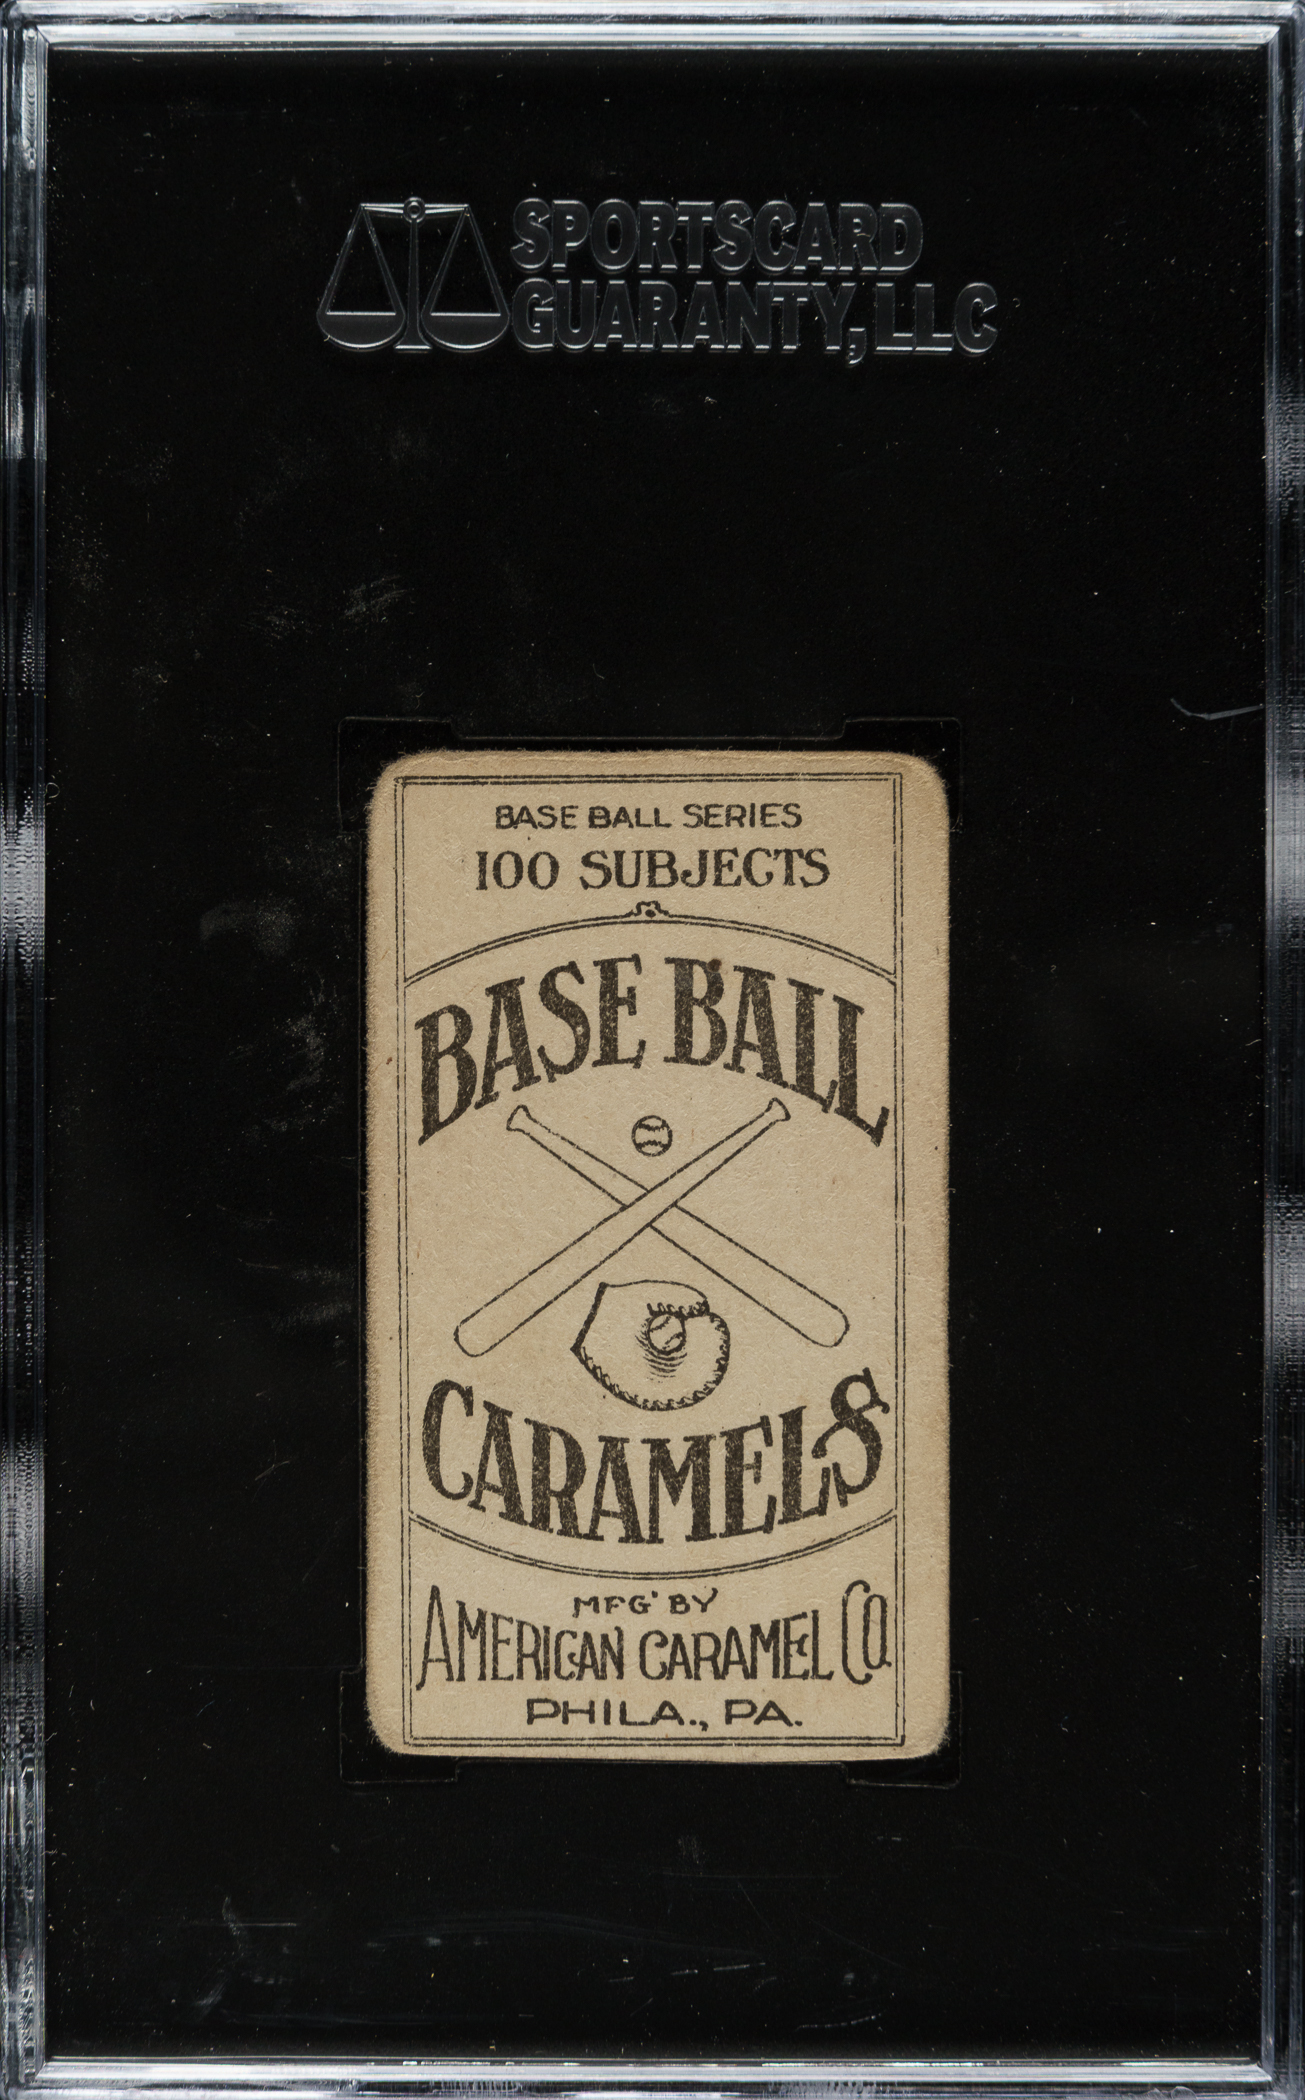 SPORTSCARD
GUARANTY, LLC
BASE BALL SERIES
100 SUBJECTS
BASE BALL
CARAMELS
MFG' BY
AMERICAN CARAMEL CO.
PHILA., PA.